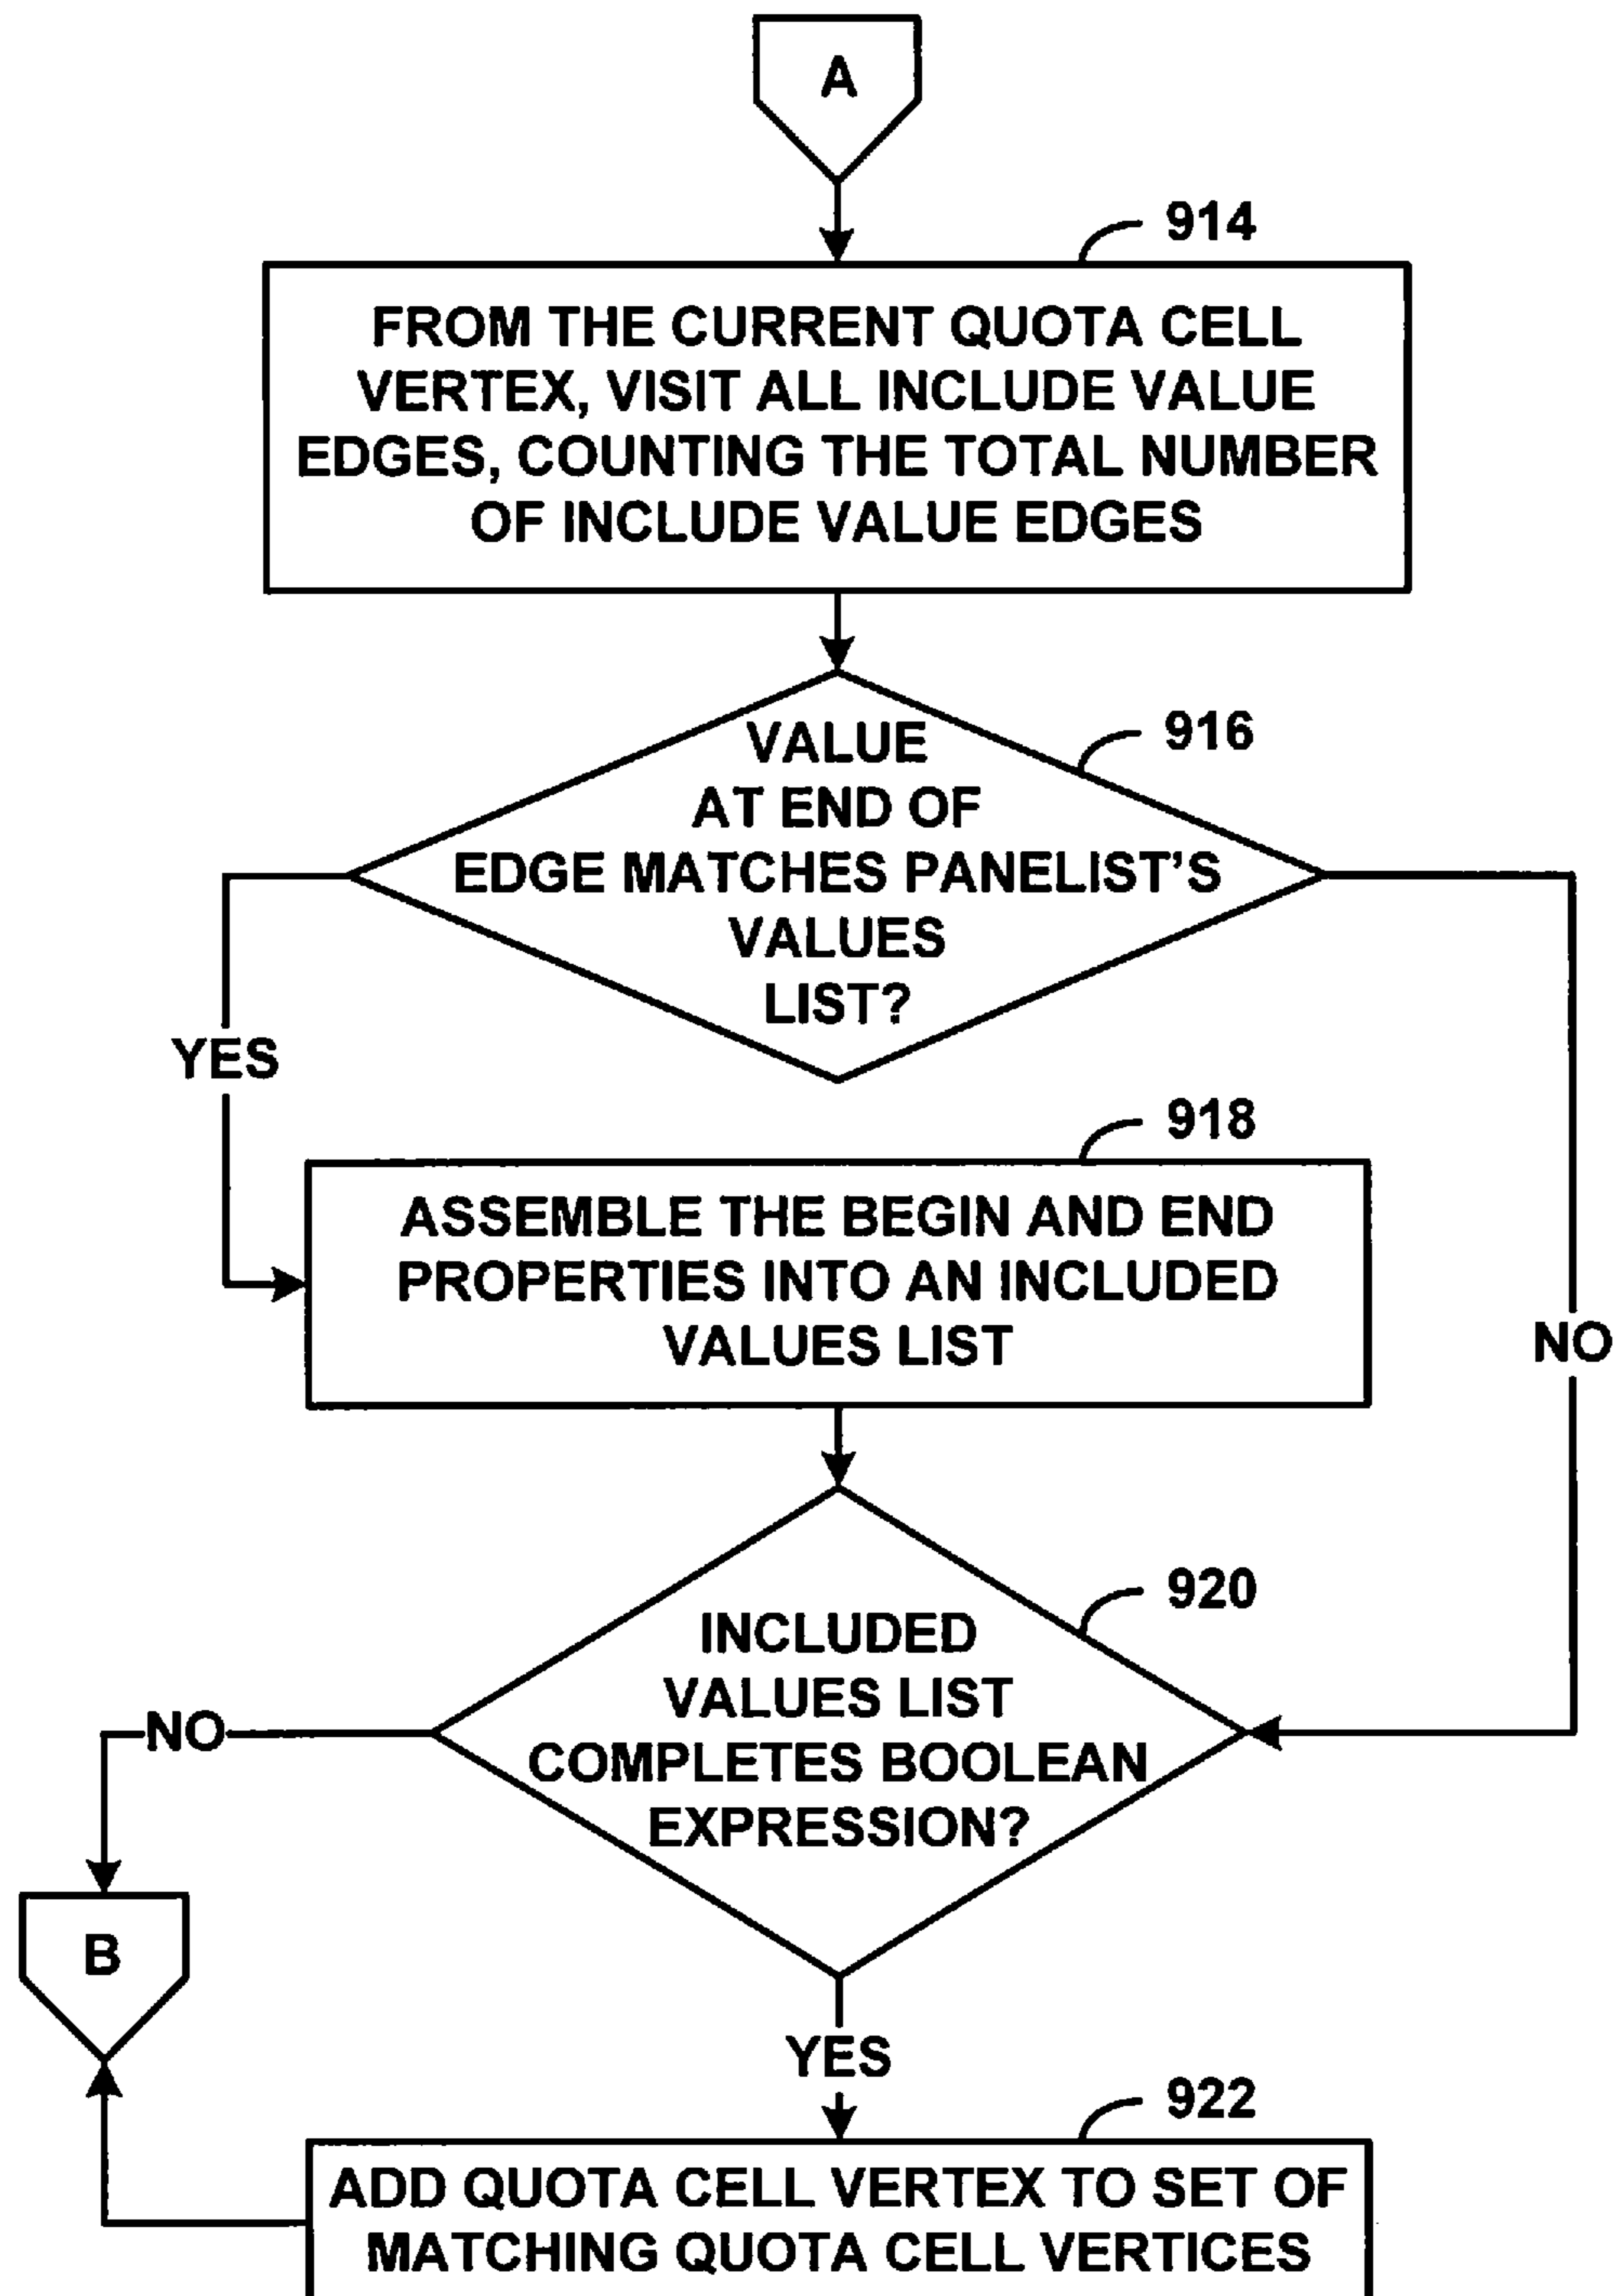 A
914
FROM THE CURRENT QUOTA CELL
VERTEX, VISIT ALL INCLUDE VALUE
EDGES, COUNTING THE TOTAL NUMBER
OF INCLUDE VALUE EDGES
916
VALUE
AT END OF
EDGE MATCHES PANELIST'S
VALUES
LIST?
YES
918
ASSEMBLE THE BEGIN AND END
PROPERTIES INTO AN INCLUDED
VALUES LIST
NO
920
INCLUDED
VALUES LIST
COMPLETES BOOLEAN
EXPRESSION?
NO
B
YES
922
ADD QUOTA CELL VERTEX TO SET OF
MATCHING QUOTA CELL VERTICES